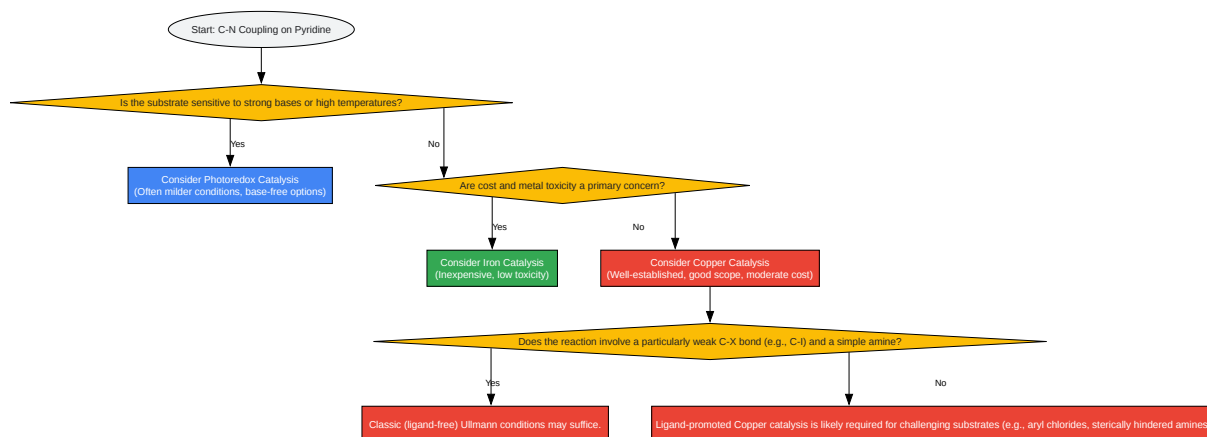 Start: C-N Coupling on Pyridine
Is the substrate sensitive to strong bases or high temperatures?
Yes
No
Consider Photoredox Catalysis
(Often milder conditions, base-free options)
Are cost and metal toxicity a primary concern?
Yes
No
Consider Iron Catalysis
(Inexpensive, low toxicity)
Consider Copper Catalysis
(Well-established, good scope, moderate cost)
Does the reaction involve a particularly weak C-X bond (e.g., C-I) and a simple amine?
Yes
No
Classic (ligand-free) Ullmann conditions may suffice.
Ligand-promoted Copper catalysis is likely required for challenging substrates (e.g., aryl chlorides, sterically hindered amines